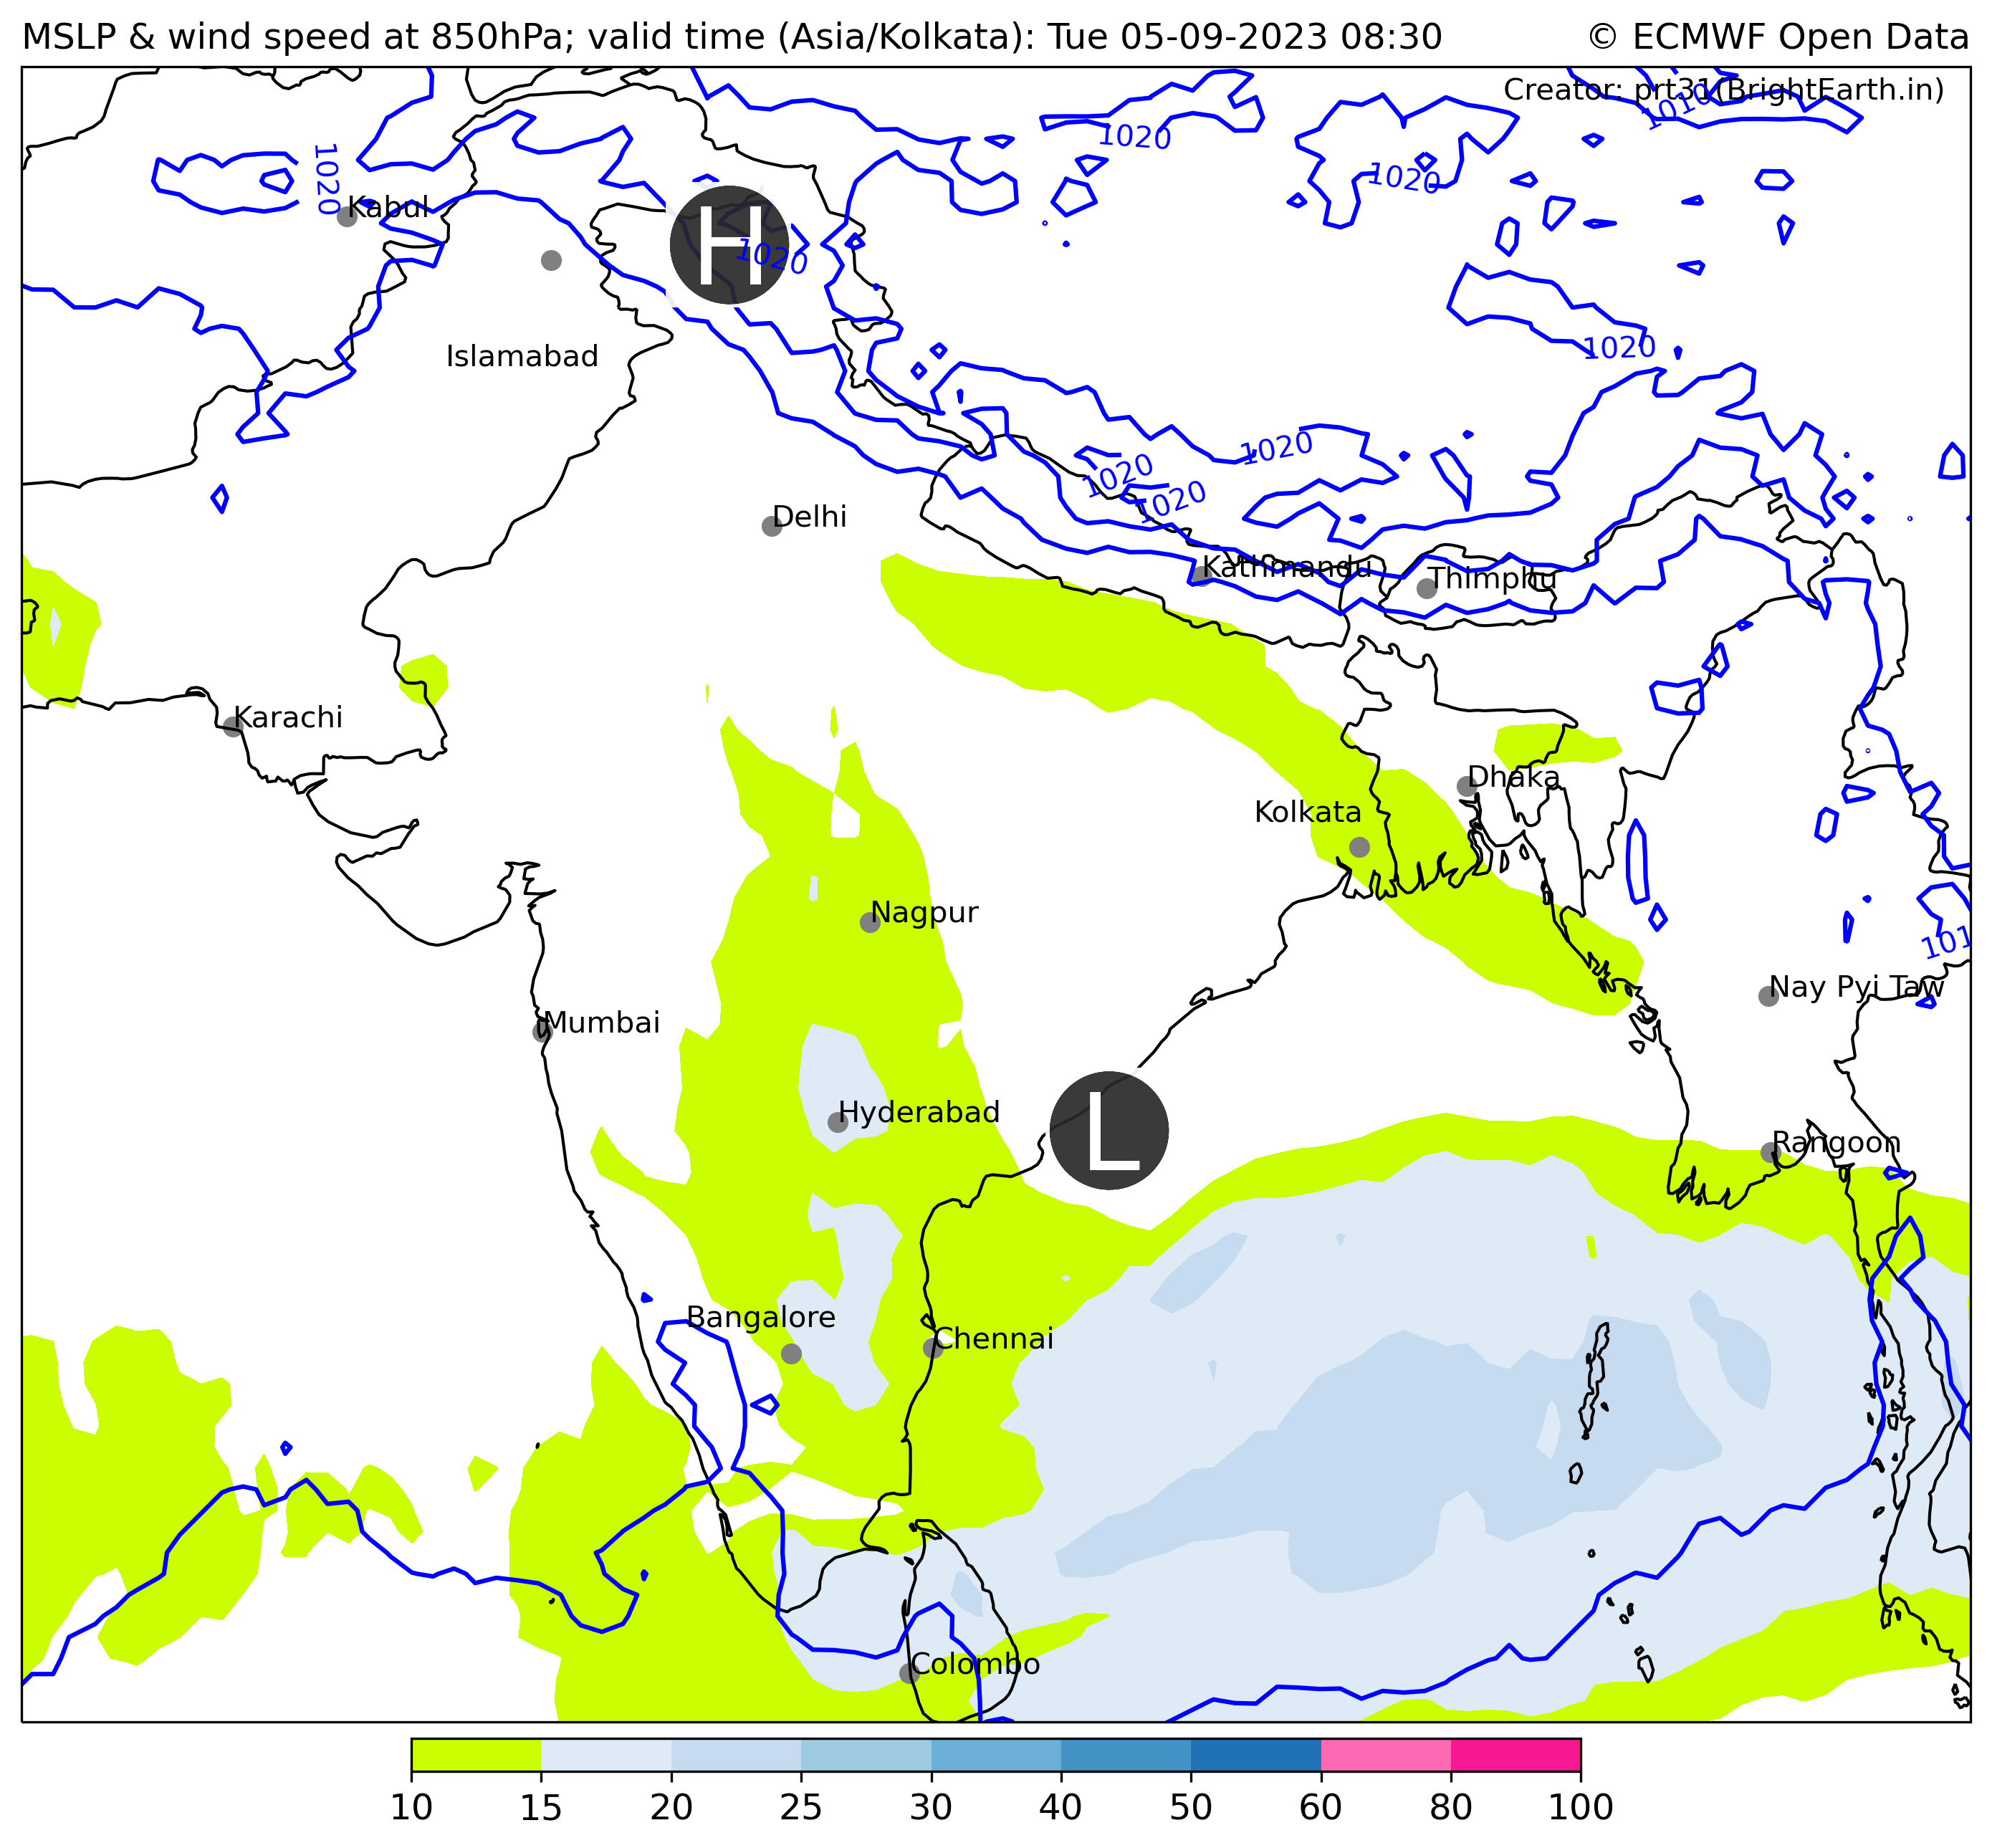 MSLP & wind speed at 850hPa; valid time (Asia/Kolkata): Tue 05-09-2023 08:30 © ECMWF Open Data
Creator: prt31(BrightEarth.in)
1010
1020
1020
1020
1020
Kabul
H
1020
1020
Islamabad
1020
1020
1020
Delhi
Kathmandu
Thimphu
Karachi
Dhaka
Kolkata
Nagpur
101
Nay Pyi Taw
Mumbai
Hyderabad
L
Rangoon
Bangalore
Chennai
Colombo
10 15 20 25 30 40 50 60 80 100